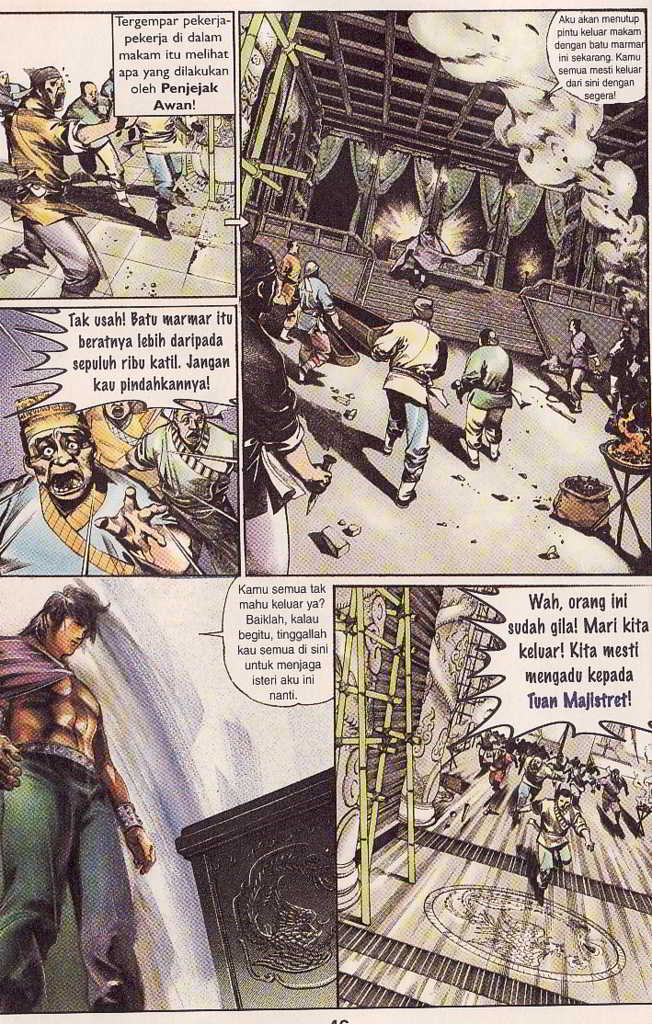 Tergempar pekerja-
pekerja di dalam
makam itu melihat
apa yang dilakukan
oleh Penjejak
Awan!
Aku akan menutup
pintu keluar makam
dengan batu marmar
ini sekarang. Kamu
semua mesti keluar
dari sini dengan
segera!
Tak usah! Batu marmar itu
beratnya lebih daripada
sepuluh ribu katil. Jangan
kau pindahkannya!
Kamu semua tak
mahu keluar ya?
Baiklah, kalau
begitu, tinggallah
kau semua di sini
untuk menjaga
isteri aku ini
nanti.
Wah, orang ini
sudah gila! Mari kita
keluar! Kita mesti
mengadu kepada
Tuan Majistret!